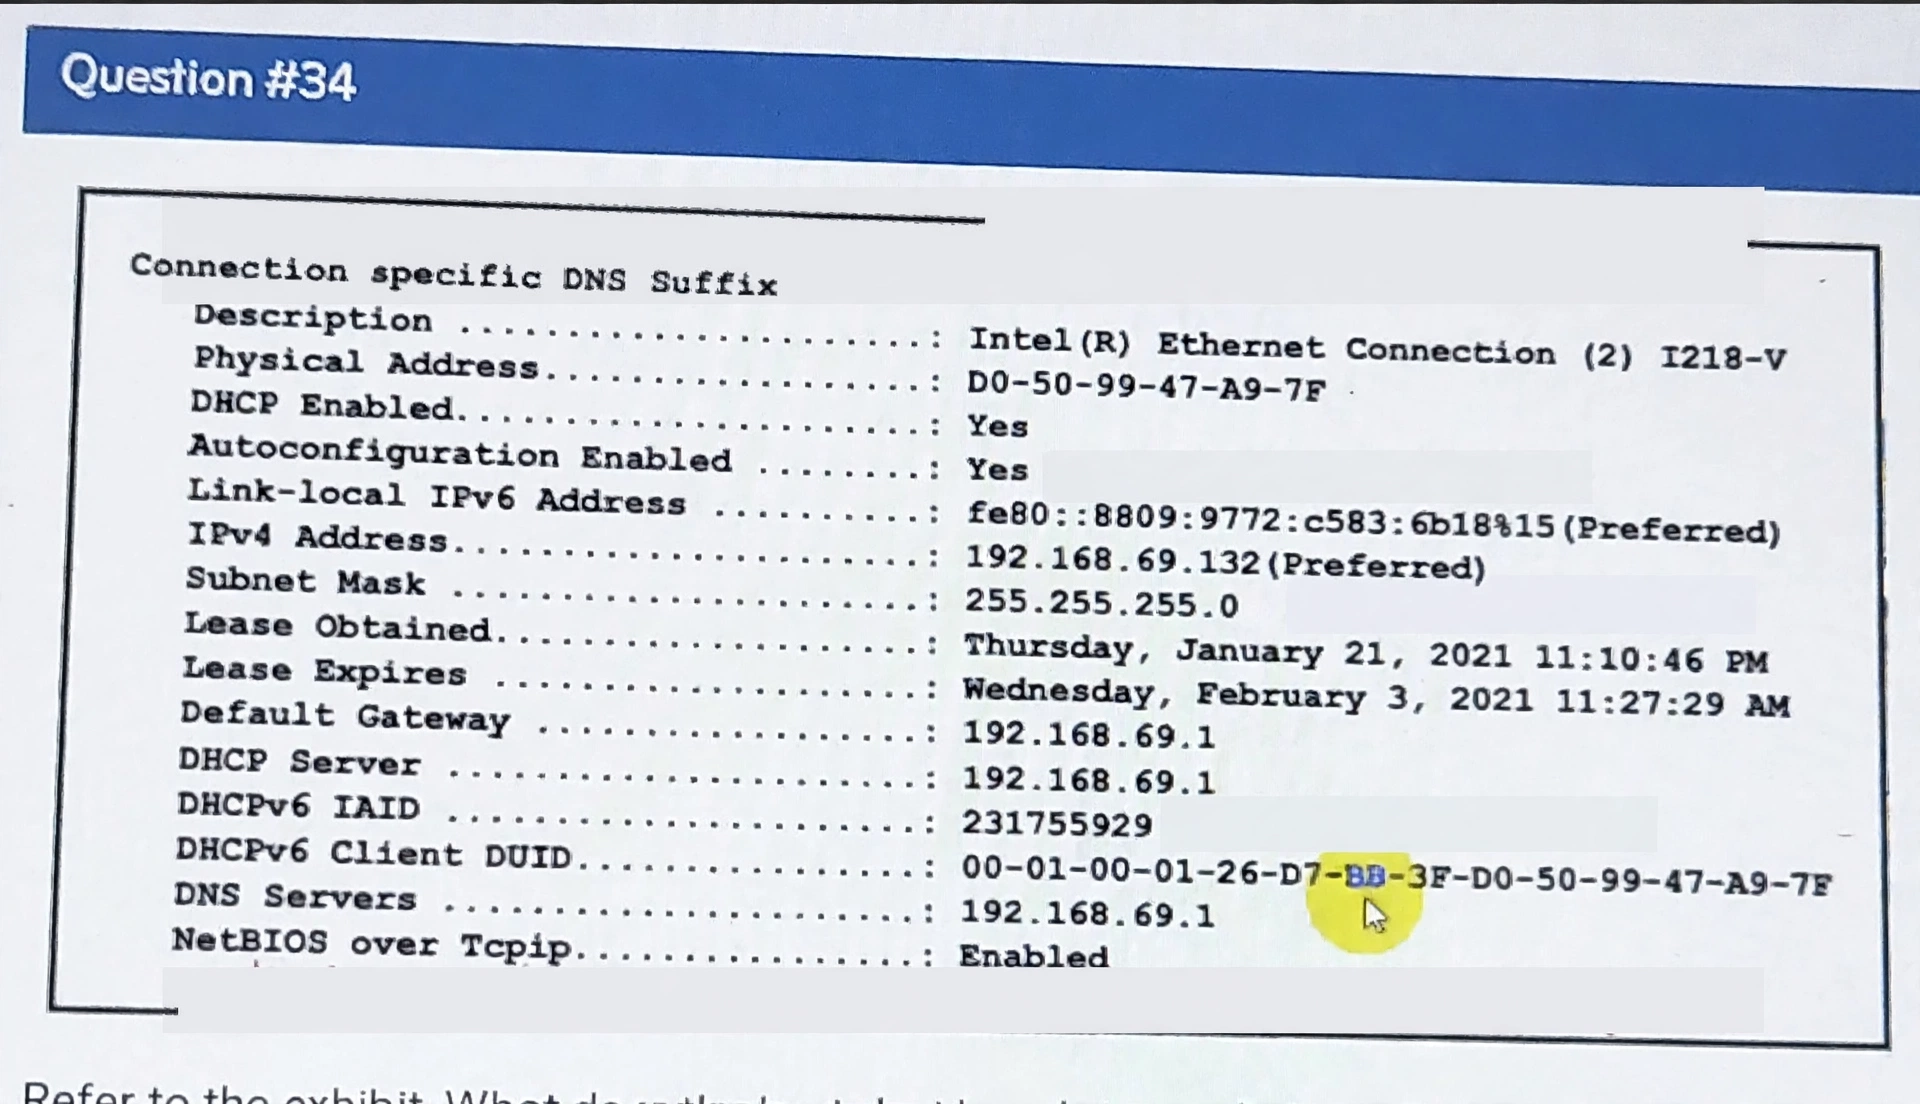 Question #34
Connection specific DNS Suffix
Description ......................: Intel(R) Ethernet Connection (2) I218-V
Physical Address..................: D0-50-99-47-A9-7F
DHCP Enabled......................: Yes
Autoconfiguration Enabled ........: Yes
Link-local IPv6 Address ..........: fe80::8809:9772:c583:6b18%15(Preferred)
IPv4 Address......................: 192.168.69.132(Preferred)
Subnet Mask ......................: 255.255.255.0
Lease Obtained....................: Thursday, January 21, 2021 11:10:46 PM
Lease Expires ....................: Wednesday, February 3, 2021 11:27:29 AM
Default Gateway ..................: 192.168.69.1
DHCP Server ......................: 192.168.69.1
DHCPv6 IAID ......................: 231755929
DHCPv6 Client DUID................: 00-01-00-01-26-D7-BB-3F-D0-50-99-47-A9-7F
DNS Servers ......................: 192.168.69.1
NetBIOS over Tcpip................: Enabled
Refer to the exhibit. What